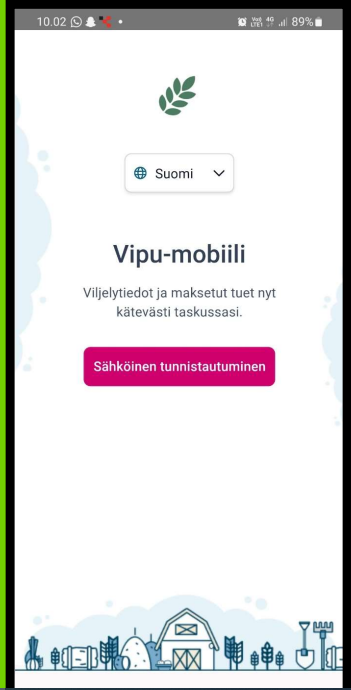 10.02 89%
Suomi
Vipu-mobiili
Viljelytiedot ja maksetut tuet nyt
kätevästi taskussasi.
Sähköinen tunnistautuminen